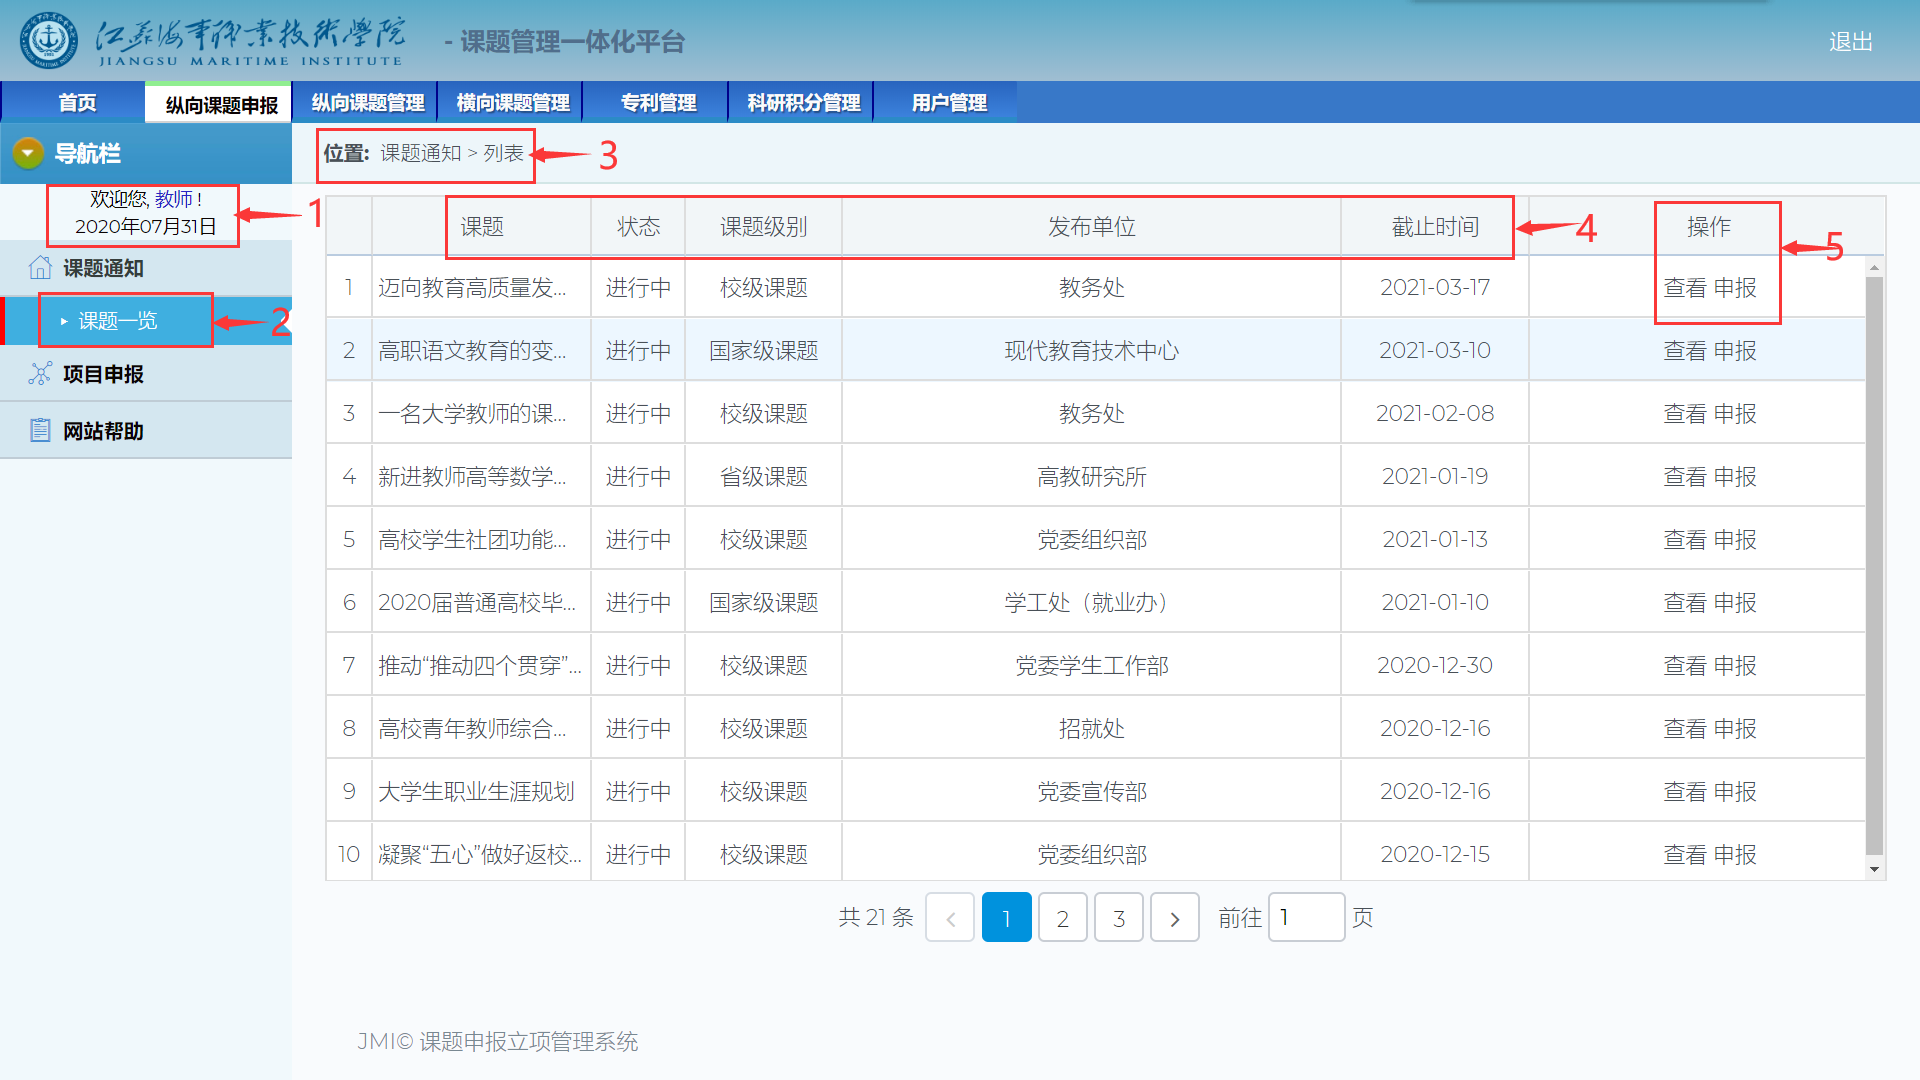 江苏海事职业技术学院
JIANGSU MARITIME INSTITUTE
- 课题管理一体化平台
退出
首页 纵向课题申报 纵向课题管理 横向课题管理 专利管理 科研积分管理 用户管理
导航栏
欢迎您, 教师 !
2020年07月31日
1
课题通知
课题一览
2
项目申报
网站帮助
位置: 课题通知 > 列表
3
课题 状态 课题级别 发布单位 截止时间 操作
4
5
1 迈向教育高质量发... 进行中 校级课题 教务处 2021-03-17 查看 申报
2 高职语文教育的变... 进行中 国家级课题 现代教育技术中心 2021-03-10 查看 申报
3 一名大学教师的课... 进行中 校级课题 教务处 2021-02-08 查看 申报
4 新进教师高等数学... 进行中 省级课题 高教研究所 2021-01-19 查看 申报
5 高校学生社团功能... 进行中 校级课题 党委组织部 2021-01-13 查看 申报
6 2020届普通高校毕... 进行中 国家级课题 学工处（就业办） 2021-01-10 查看 申报
7 推动“推动四个贯穿”... 进行中 校级课题 党委学生工作部 2020-12-30 查看 申报
8 高校青年教师综合... 进行中 校级课题 招就处 2020-12-16 查看 申报
9 大学生职业生涯规划 进行中 校级课题 党委宣传部 2020-12-16 查看 申报
10 凝聚“五心”做好返校... 进行中 校级课题 党委组织部 2020-12-15 查看 申报
共 21 条 < 1 2 3 > 前往 1 页
JMI© 课题申报立项管理系统